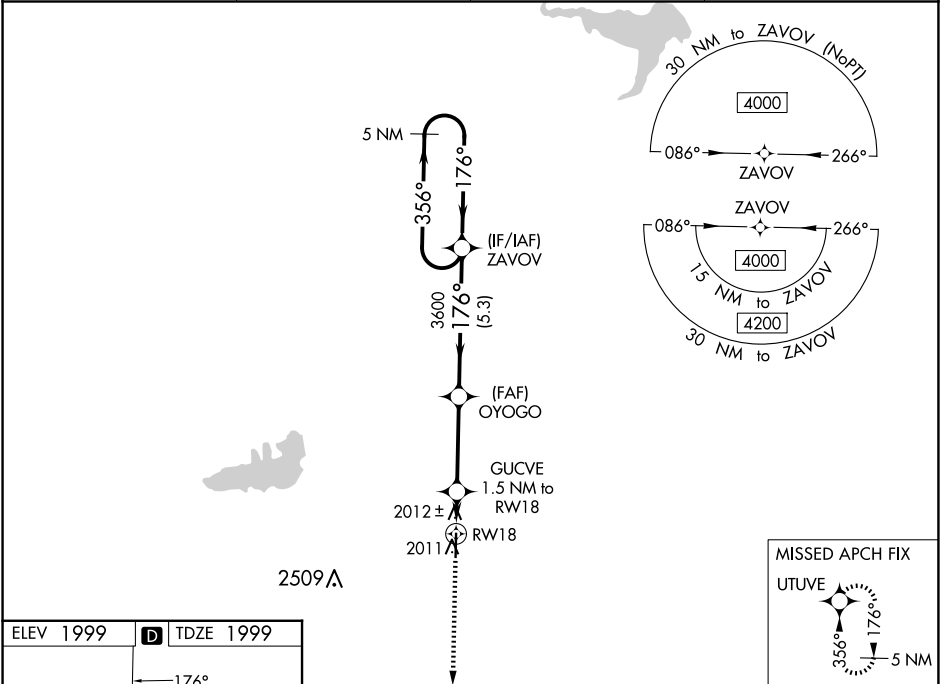 30 NM to ZAVOV (NoPT)
4000
086°
266°
ZAVOV
5 NM
356°
176°
(IF/IAF)
ZAVOV
3600
176°
(5.3)
ZAVOV
086°
266°
4000
15 NM to ZAVOV
4200
30 NM to ZAVOV
(FAF)
OYOGO
GUCVE
1.5 NM to
RW18
2012 ±
RW18
2011
2509
MISSED APCH FIX
UTUVE
356°
176°
5 NM
ELEV 1999 D TDZE 1999
176°